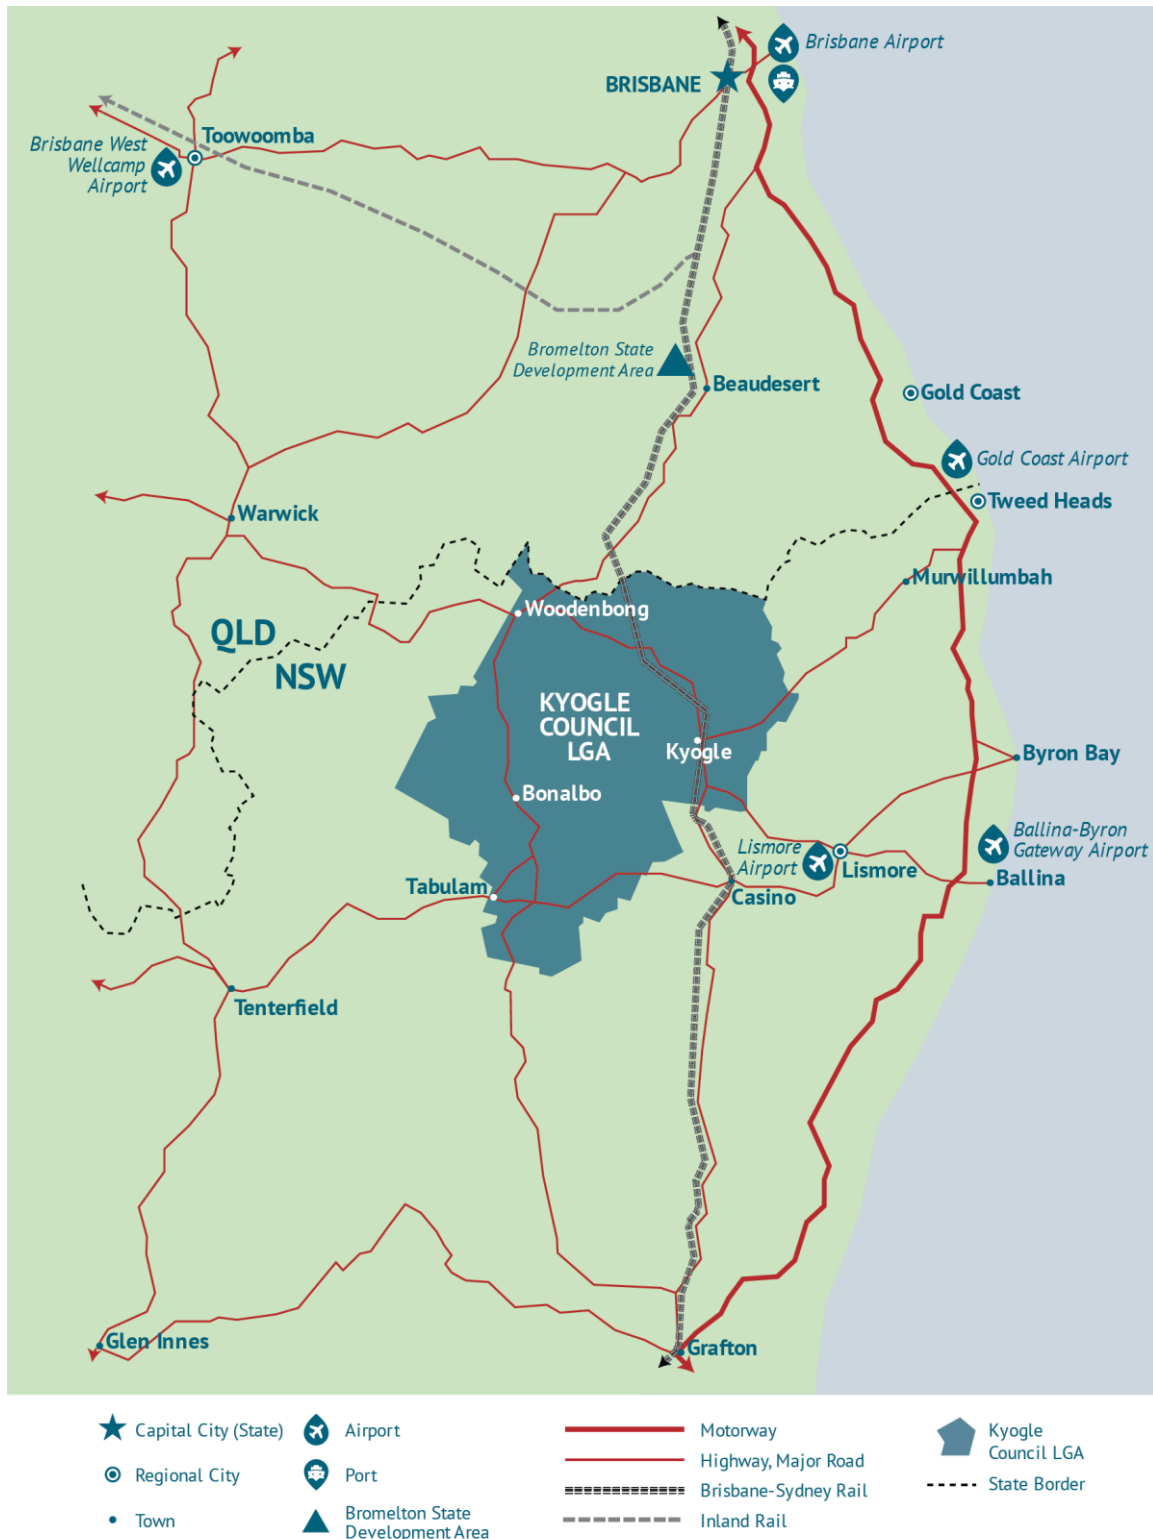 Brisbane Airport
BRISBANE
Toowoomba
Brisbane West
Wellcamp
Airport
Bromelton State
Development Area
Beaudesert
Gold Coast
Gold Coast Airport
Tweed Heads
Warwick
Murwillumbah
Woodenbong
QLD
NSW
KYOGLE
COUNCIL
LGA
Kyogle
Byron Bay
Bonalbo
Ballina-Byron
Gateway Airport
Lismore
Airport
Lismore
Ballina
Tabulam
Casino
Tenterfield
Glen Innes
Grafton
Capital City (State)
Regional City
Town
Airport
Port
Bromelton State
Development Area
Motorway
Highway, Major Road
Brisbane-Sydney Rail
Inland Rail
Kyogle
Council LGA
State Border